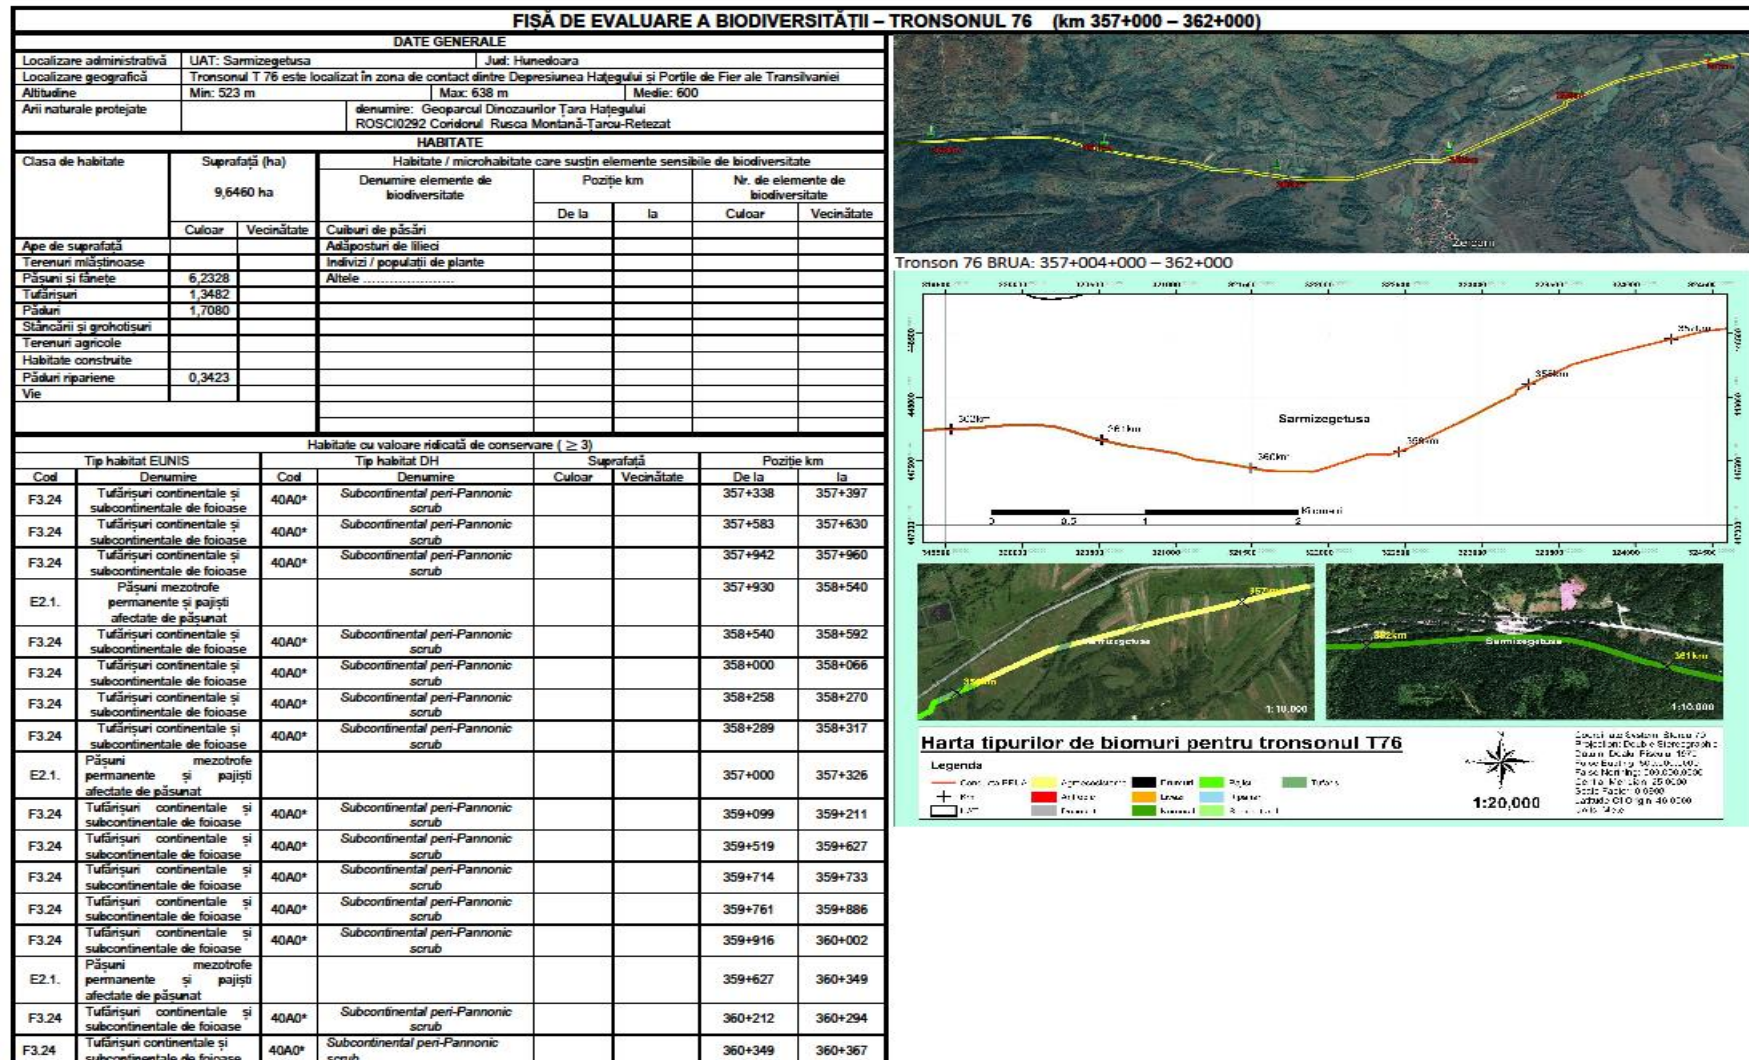 FIȘĂ DE EVALUARE A BIODIVERSITĂȚII – TRONSONUL 76 (km 357+000 – 362+000)
DATE GENERALE
Localizare administrativă UAT: Sarmizegetusa Jud: Hunedoara
Localizare geografică Tronsonul T 76 este localizat în zona de contact dintre Depresiunea Hațegului și Porțile de Fier ale Transilvaniei
Altitudine Min: 523 m Max: 638 m Medie: 600
Arii naturale protejate denumire: Geoparcul Dinozaurilor Țara Hațegului
ROSCI0292 Coridorul Rusca Montană-Țarcu-Retezat
HABITATE
Clasa de habitate Suprafață (ha) Habitate / microhabitate care susțin elemente sensibile de biodiversitate
9,6460 ha Denumire elemente de biodiversitate Poziție km Nr. de elemente de biodiversitate
De la la Culoar Vecinătate
Culoar Vecinătate Cuiburi de păsări
Ape de suprafață Adăposturi de lilieci
Terenuri mlăștinoase Indivizi / populații de plante
Pășuni și fânețe 6,2328 Altele ......................
Tufărișuri 1,3482
Păduri 1,7080
Stâncării și grohotișuri
Terenuri agricole
Habitate construite
Păduri ripariene 0,3423
Vie
Habitate cu valoare ridicată de conservare ( ≥ 3)
Tip habitat EUNIS Tip habitat DH Suprafață Poziție km
Cod Denumire Cod Denumire Culoar Vecinătate De la la
F3.24 Tufărișuri continentale și subcontinentale de foioase 40A0* Subcontinental peri-Pannonic scrub 357+338 357+397
F3.24 Tufărișuri continentale și subcontinentale de foioase 40A0* Subcontinental peri-Pannonic scrub 357+583 357+630
F3.24 Tufărișuri continentale și subcontinentale de foioase 40A0* Subcontinental peri-Pannonic scrub 357+942 357+960
E2.1. Pășuni mezotrofe permanente și pajiști afectate de pășunat 357+930 358+540
F3.24 Tufărișuri continentale și subcontinentale de foioase 40A0* Subcontinental peri-Pannonic scrub 358+540 358+592
F3.24 Tufărișuri continentale și subcontinentale de foioase 40A0* Subcontinental peri-Pannonic scrub 358+000 358+066
F3.24 Tufărișuri continentale și subcontinentale de foioase 40A0* Subcontinental peri-Pannonic scrub 358+258 358+270
F3.24 Tufărișuri continentale și subcontinentale de foioase 40A0* Subcontinental peri-Pannonic scrub 358+289 358+317
E2.1. Pășuni mezotrofe permanente și pajiști afectate de pășunat 357+000 357+326
F3.24 Tufărișuri continentale și subcontinentale de foioase 40A0* Subcontinental peri-Pannonic scrub 359+099 359+211
F3.24 Tufărișuri continentale și subcontinentale de foioase 40A0* Subcontinental peri-Pannonic scrub 359+519 359+627
F3.24 Tufărișuri continentale și subcontinentale de foioase 40A0* Subcontinental peri-Pannonic scrub 359+714 359+733
F3.24 Tufărișuri continentale și subcontinentale de foioase 40A0* Subcontinental peri-Pannonic scrub 359+761 359+886
F3.24 Tufărișuri continentale și subcontinentale de foioase 40A0* Subcontinental peri-Pannonic scrub 359+916 360+002
E2.1. Pășuni mezotrofe permanente și pajiști afectate de pășunat 359+627 360+349
F3.24 Tufărișuri continentale și subcontinentale de foioase 40A0* Subcontinental peri-Pannonic scrub 360+212 360+294
F3.24 Tufărișuri continentale și subcontinentale de foioase 40A0* Subcontinental peri-Pannonic scrub 360+349 360+367
Zeicani
Tronson 76 BRUA: 357+004+000 – 362+000
362km
361km
360km
Sarmizegetusa
0 0.5 1 2
Sarmizegetusa
1:10,000
362km
Sarmizegetusa
361km
1:10,000
Harta tipurilor de biomuri pentru tronsonul T76
Legenda
Km
UAT
1:20,000